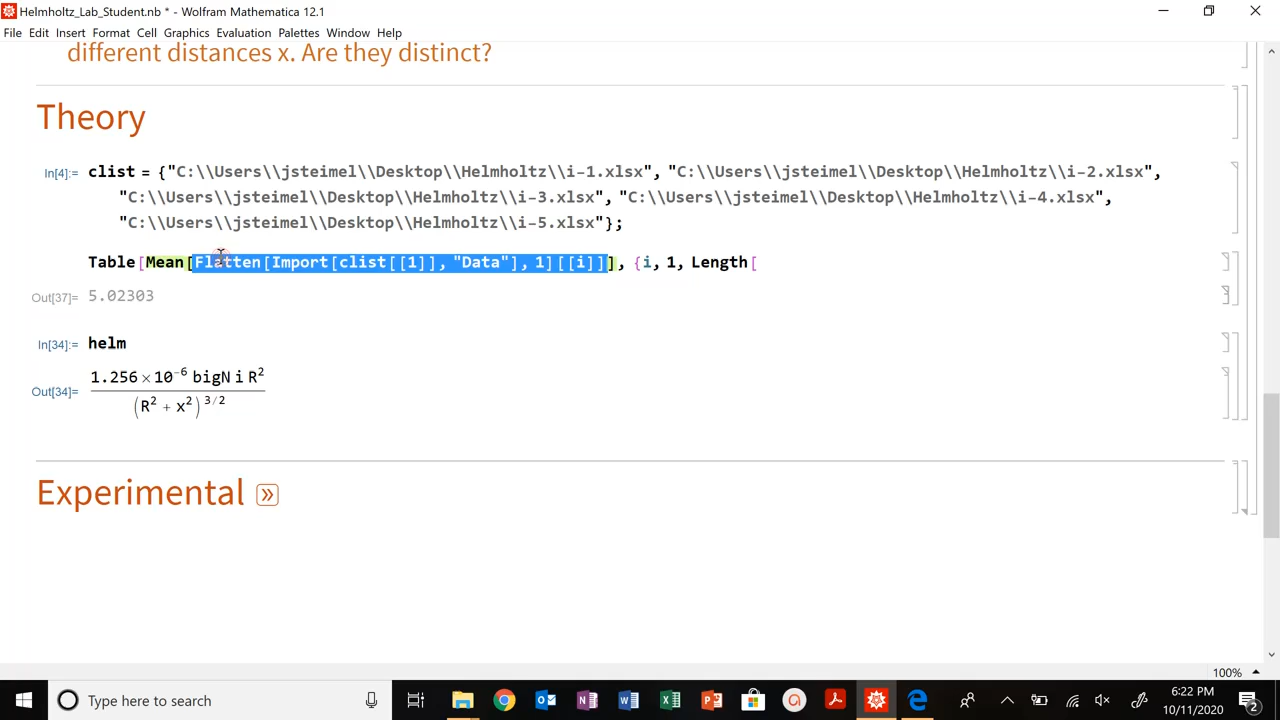 Helmholtz_Lab_Student.nb * - Wolfram Mathematica 12.1
File Edit Insert Format Cell Graphics Evaluation Palettes Window Help
different distances x. Are they distinct?
Theory
In[4]:= clist = {"C:\\Users\\jsteimel\\Desktop\\Helmholtz\\i-1.xlsx", "C:\\Users\\jsteimel\\Desktop\\Helmholtz\\i-2.xlsx",
"C:\\Users\\jsteimel\\Desktop\\Helmholtz\\i-3.xlsx", "C:\\Users\\jsteimel\\Desktop\\Helmholtz\\i-4.xlsx",
"C:\\Users\\jsteimel\\Desktop\\Helmholtz\\i-5.xlsx"};
Table[Mean[Flatten[Import[clist[[1]], "Data"], 1][[i]]], {i, 1, Length[
Out[37]= 5.02303
In[34]:= helm
1.256 × 10⁻⁶ bigN i R²
Out[34]=
(R² + x²)^3/2
Experimental »
100%
Type here to search
6:22 PM
10/11/2020
2